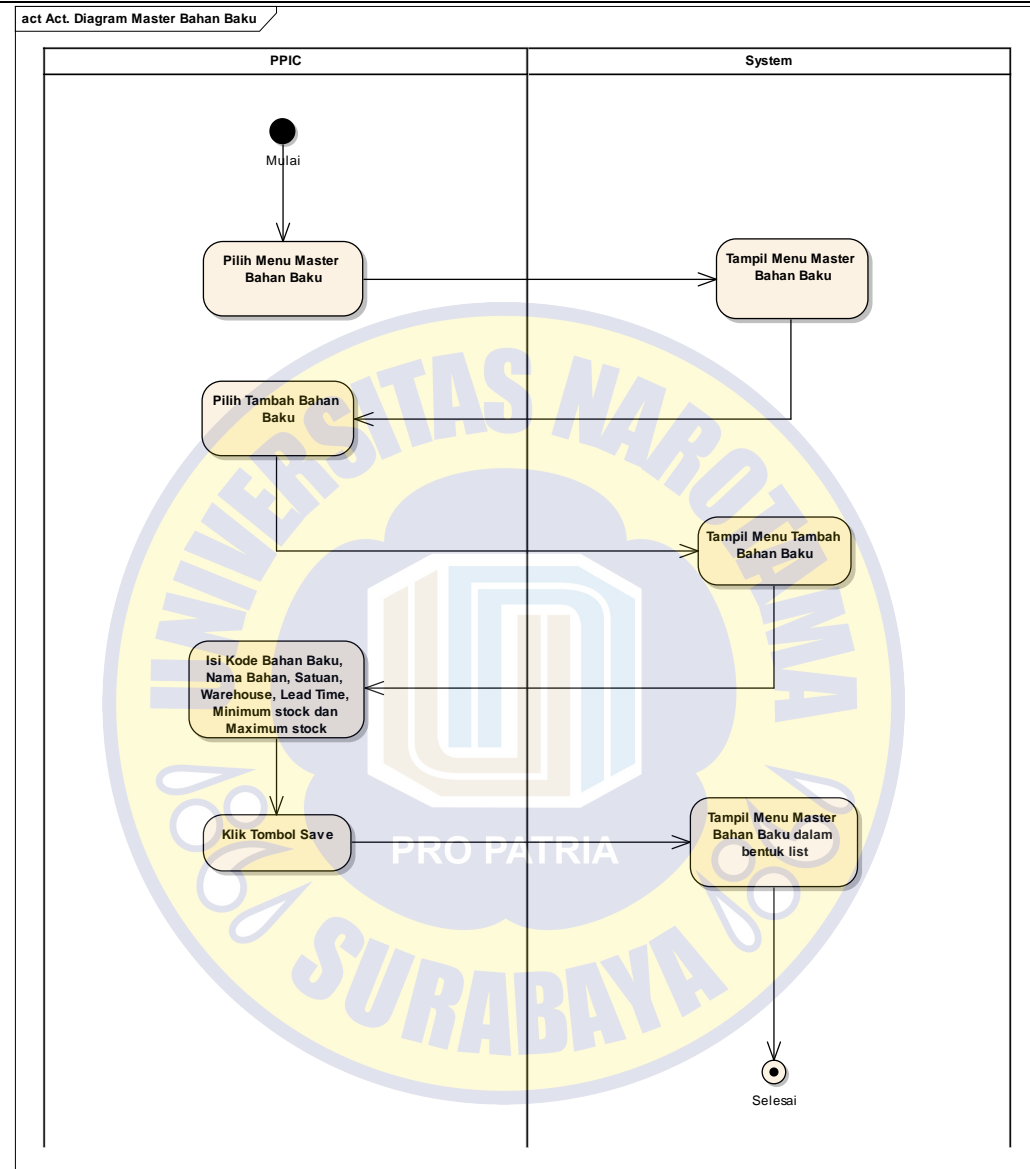 act Act. Diagram Master Bahan Baku
PPIC
System
Mulai
Pilih Menu Master
Bahan Baku
Tampil Menu Master
Bahan Baku
Pilih Tambah Bahan
Baku
Tampil Menu Tambah
Bahan Baku
Isi Kode Bahan Baku,
Nama Bahan, Satuan,
Warehouse, Lead Time,
Minimum stock dan
Maximum stock
Klik Tombol Save
Tampil Menu Master
Bahan Baku dalam
bentuk list
Selesai
UNIVERSITAS NAROTAMA
PRO PATRIA
SURABAYA